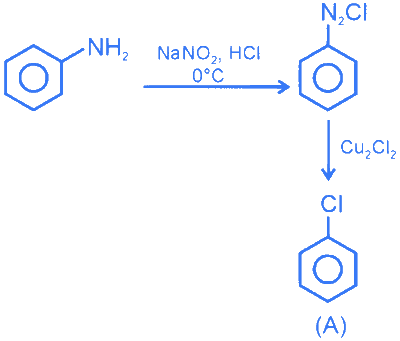 NH₂
NaNO₂, HCl
0°C
N₂Cl
Cu₂Cl₂
Cl
(A)